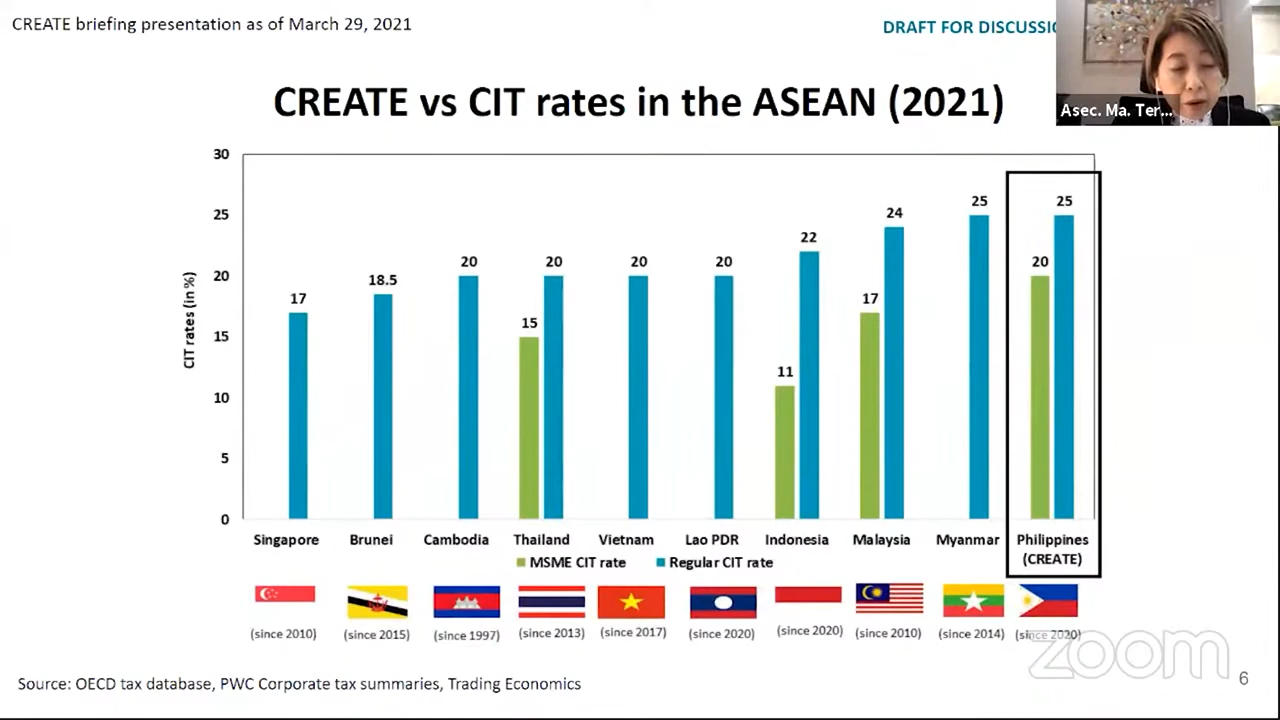 CREATE briefing presentation as of March 29, 2021
DRAFT FOR DISCUSSIO
Asec. Ma. Ter...
CREATE vs CIT rates in the ASEAN (2021)
CIT rates (in %)
30
25
20
15
10
5
0
17
18.5
20
15
20
20
20
11
22
17
24
25
20
25
Singapore
Brunei
Cambodia
Thailand
Vietnam
Lao PDR
Indonesia
Malaysia
Myanmar
Philippines
(CREATE)
MSME CIT rate
Regular CIT rate
(since 2010)
(since 2015)
(since 1997)
(since 2013)
(since 2017)
(since 2020)
(since 2020)
(since 2010)
(since 2014)
(since 2020)
zoom
Source: OECD tax database, PWC Corporate tax summaries, Trading Economics
6